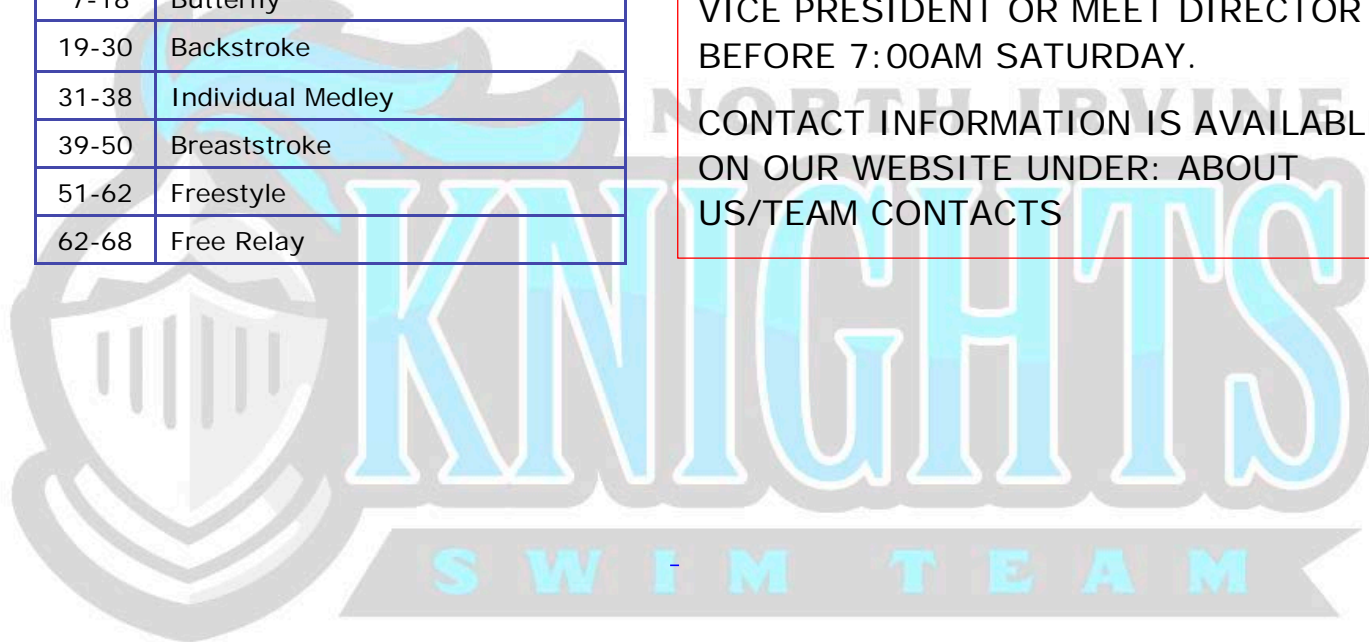 7-18 Butterfly
19-30 Backstroke
31-38 Individual Medley
39-50 Breaststroke
51-62 Freestyle
62-68 Free Relay
VICE PRESIDENT OR MEET DIRECTOR
BEFORE 7:00AM SATURDAY.
CONTACT INFORMATION IS AVAILABL
ON OUR WEBSITE UNDER: ABOUT
US/TEAM CONTACTS
NORTH IRVINE
KNIGHTS
SWIM TEAM